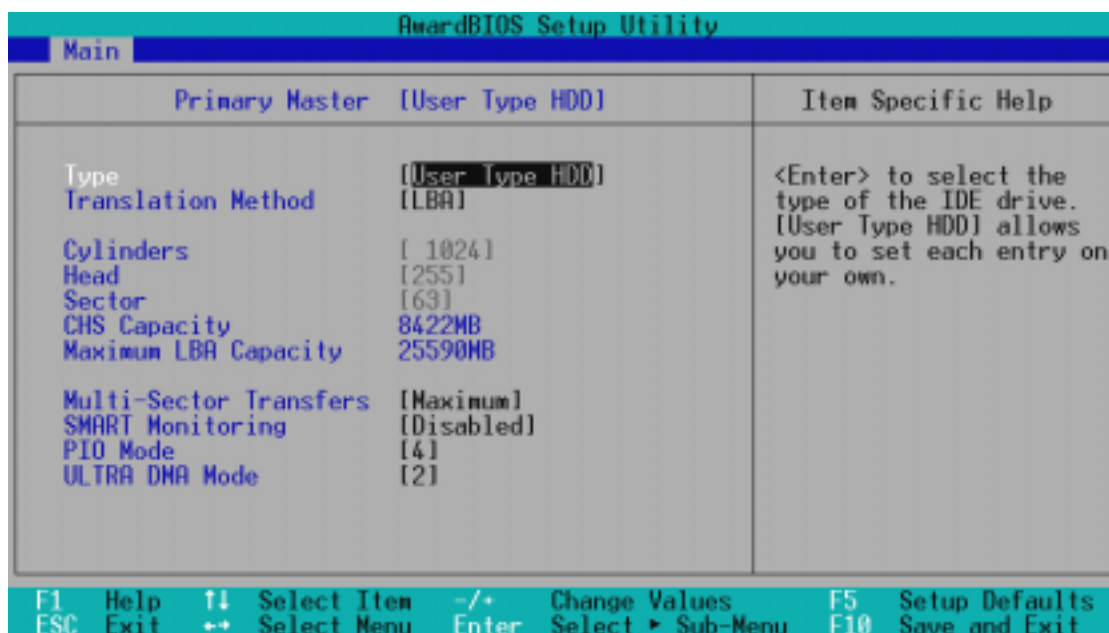 AwardBIOS Setup Utility
Main
Primary Master [User Type HDD]
Item Specific Help
Type [User Type HDD]
Translation Method [LBA]
Cylinders [ 1024]
Head [255]
Sector [63]
CHS Capacity 8422MB
Maximum LBA Capacity 25590MB
Multi-Sector Transfers [Maximum]
SMART Monitoring [Disabled]
PIO Mode [4]
ULTRA DMA Mode [2]
<Enter> to select the
type of the IDE drive.
[User Type HDD] allows
you to set each entry on
your own.
F1 Help ↑↓ Select Item -/+ Change Values F5 Setup Defaults
ESC Exit ←→ Select Menu Enter Select ► Sub-Menu F10 Save and Exit